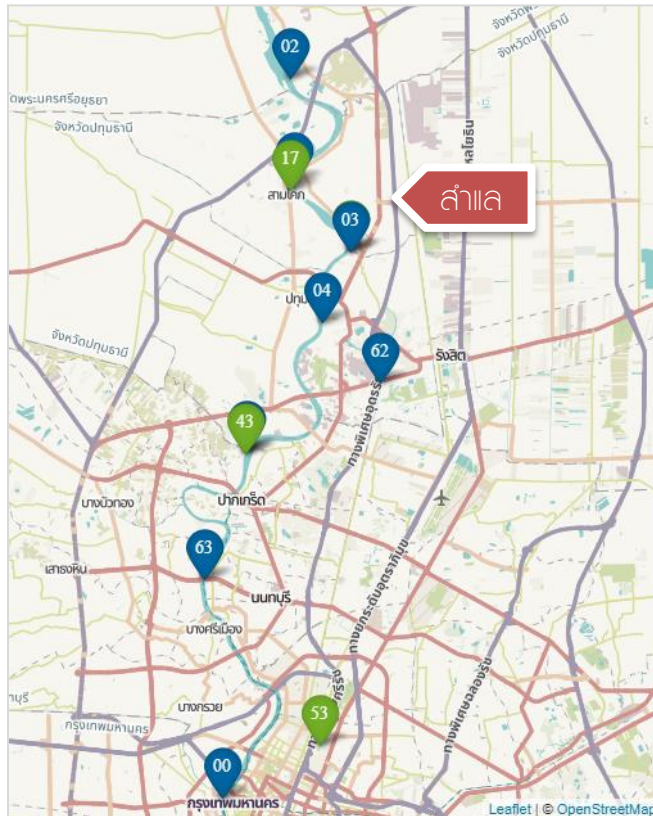 02
จังหวัดปทุมธานี
จังหวัดปทุมธานี
17
สามโคก
สำแล
03
04
ปทุม
จังหวัดปทุมธานี
62
รังสิต
43
ทางพิเศษอุดรรั
ปากเกร็ด
บางบัวทอง
63
เสาธงหิน
นนทบุรี
ทางยกระดับอุตราภิมุข
บางศรีเมือง
บางกรวย
53
กรุงเทพมหานคร
ทางพิเศษฉลองรัช
00
กรุงเทพมหานคร
Leaflet | © OpenStreetMap